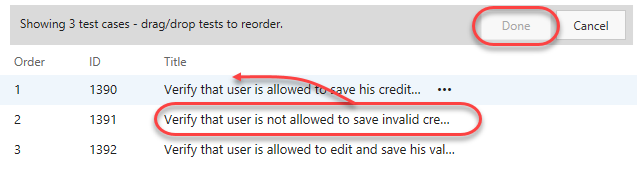 Showing 3 test cases - drag/drop tests to reorder. Done Cancel
Order ID Title
1 1390 Verify that user is allowed to save his credit... •••
2 1391 Verify that user is not allowed to save invalid cre...
3 1392 Verify that user is allowed to edit and save his val...